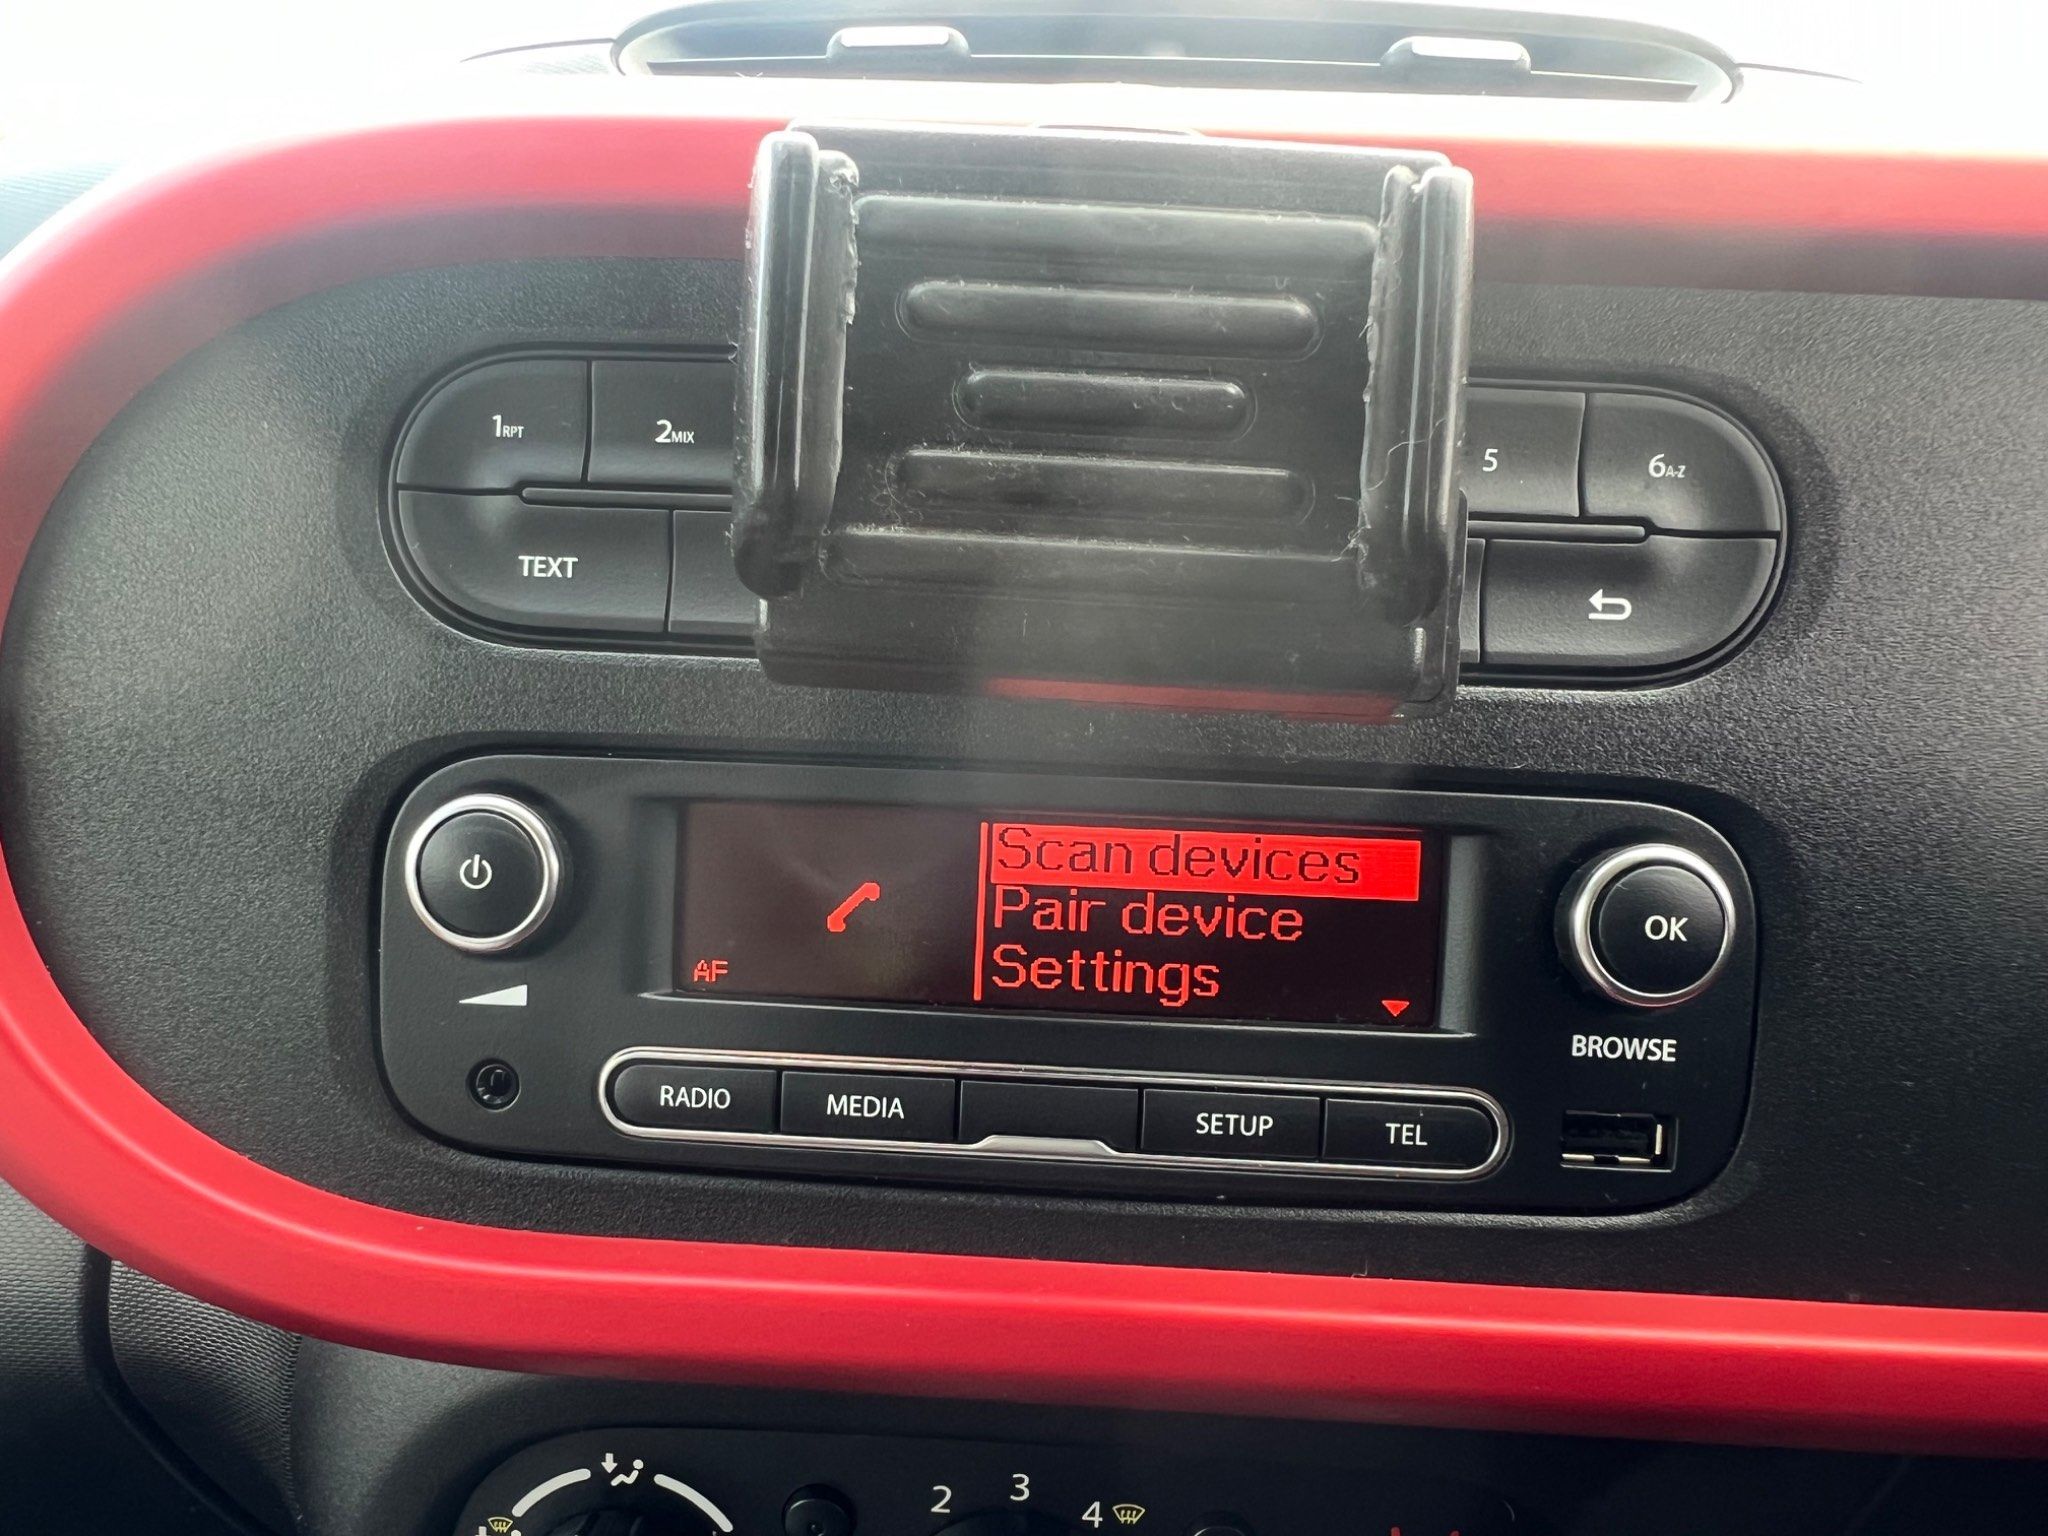 1RPT
2MIX
5
6A-Z
TEXT
Scan devices
Pair device
Settings
AF
OK
BROWSE
RADIO
MEDIA
SETUP
TEL
2
3
4